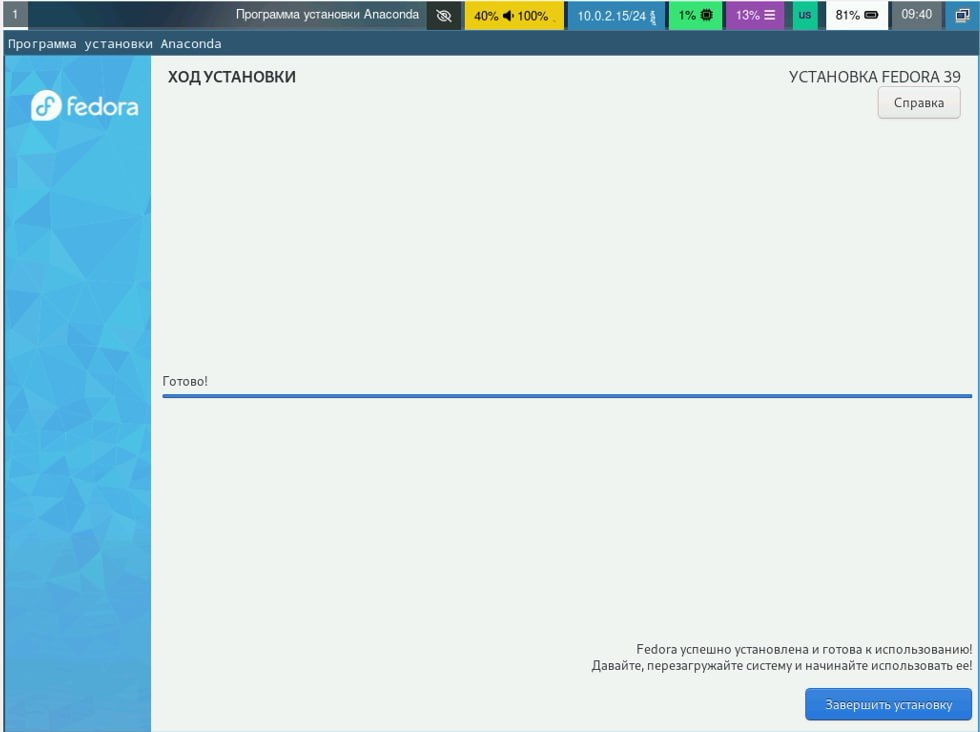 1 Программа установки Anaconda 40% 100% 10.0.2.15/24 1% 13% us 81% 09:40
Программа установки Anaconda
fedora
ХОД УСТАНОВКИ
УСТАНОВКА FEDORA 39
Справка
Готово!
Fedora успешно установлена и готова к использованию!
Давайте, перезагружайте систему и начинайте использовать ее!
Завершить установку